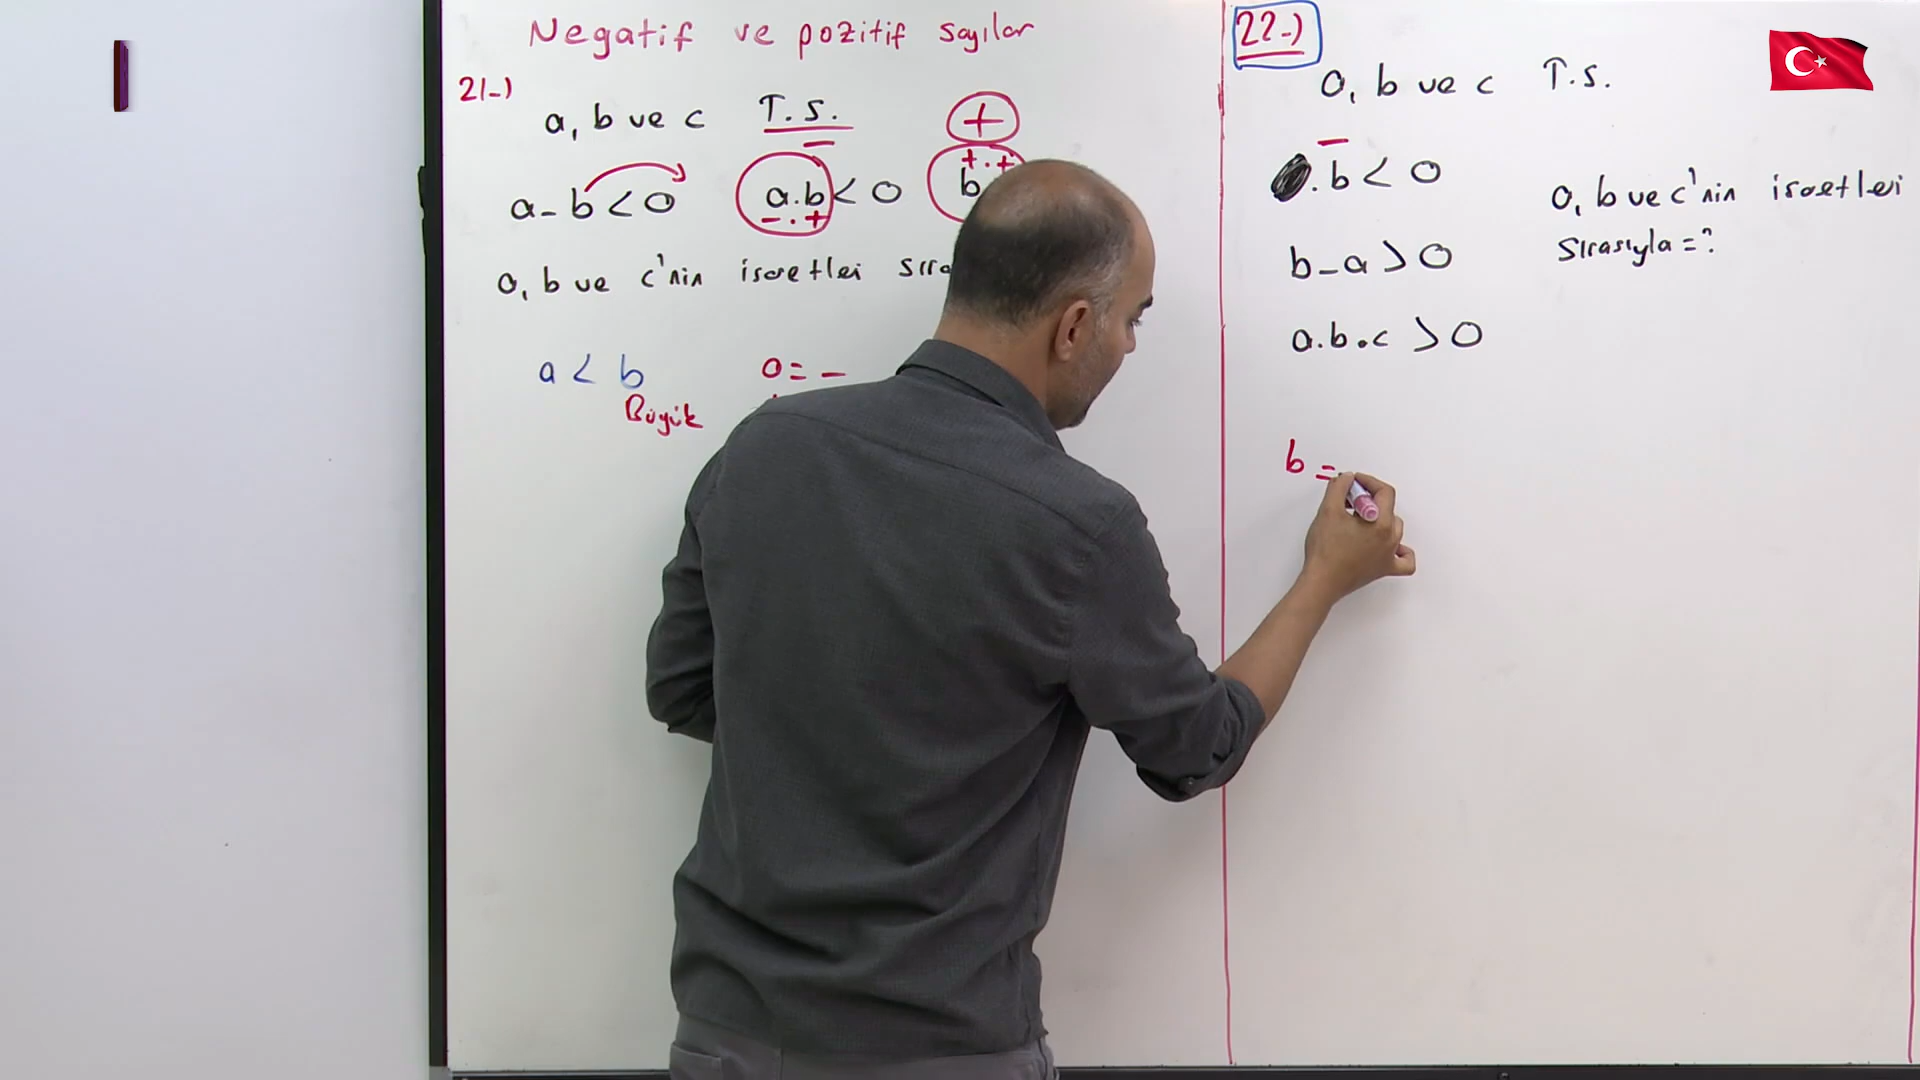 Negatif ve pozitif sayılar
21-)
a, b ve c T.S.
+
+ . +
a - b < 0 a.b < 0 b
- . +
a, b ve c'nin işaretleri
a < b a = -
Büyük
22-)
a, b ve c T.S.
-
. b < 0
b - a > 0
a.b.c > 0
a, b ve c'nin işaretleri
sırasıyla = ?
b =